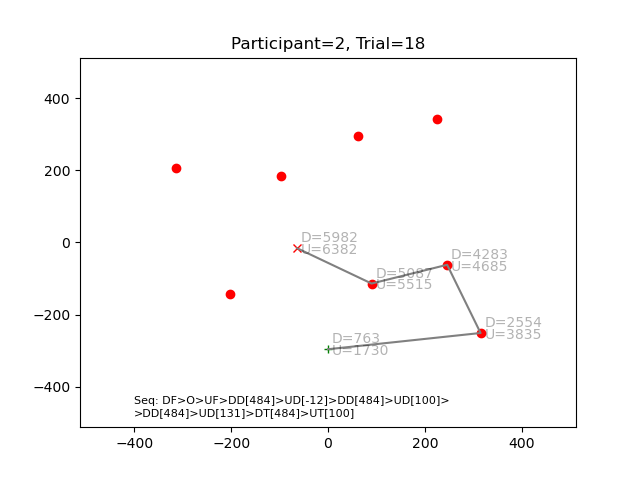 Participant=2, Trial=18
400
200
0
−200
−400
D=5982
U=6382
D=4283
U=4685
D=5087
U=5515
D=2554
U=3835
D=763
U=1730
Seq: DF>O>UF>DD[484]>UD[-12]>DD[484]>UD[100]>
>DD[484]>UD[131]>DT[484]>UT[100]
−400 −200 0 200 400